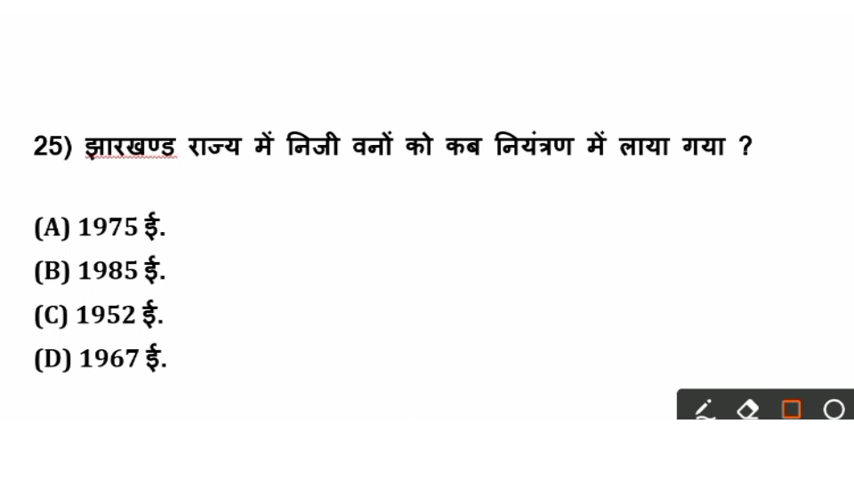 25) झारखण्ड राज्य में निजी वनों को कब नियंत्रण में लाया गया ?
(A) 1975 ई.
(B) 1985 ई.
(C) 1952 ई.
(D) 1967 ई.